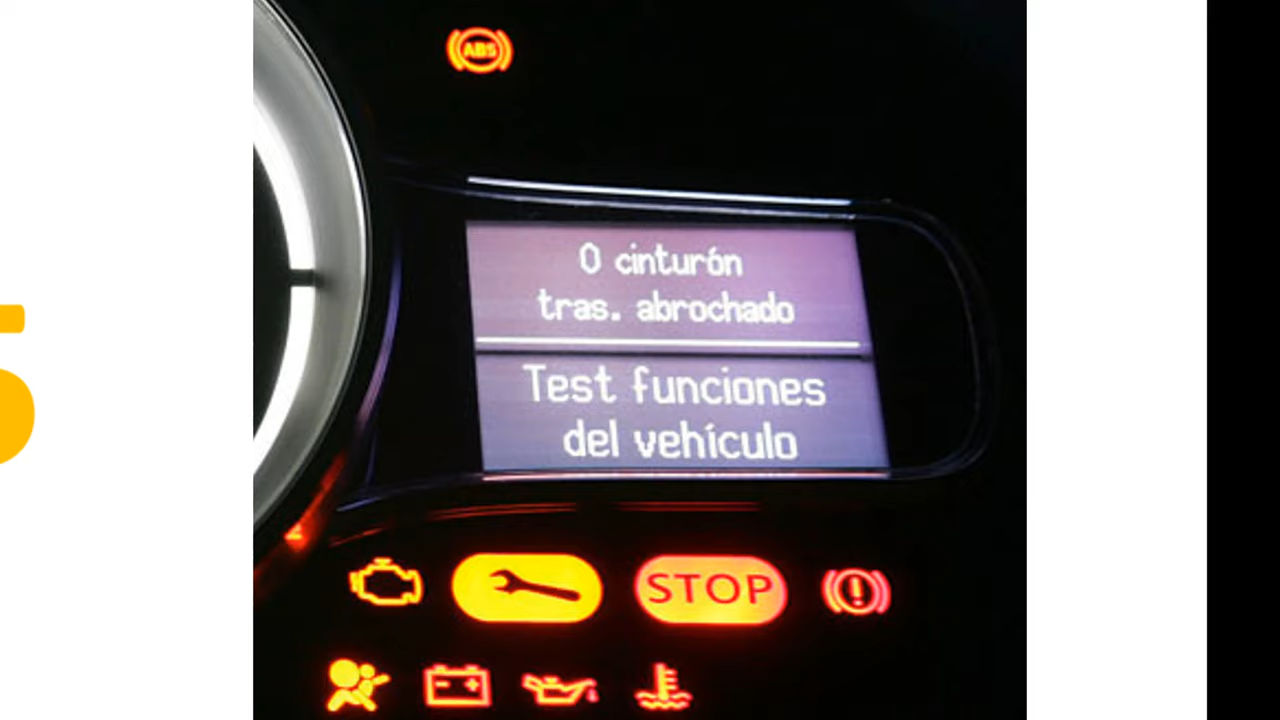 ABS
0 cinturón
tras. abrochado
Test funciones
del vehículo
STOP